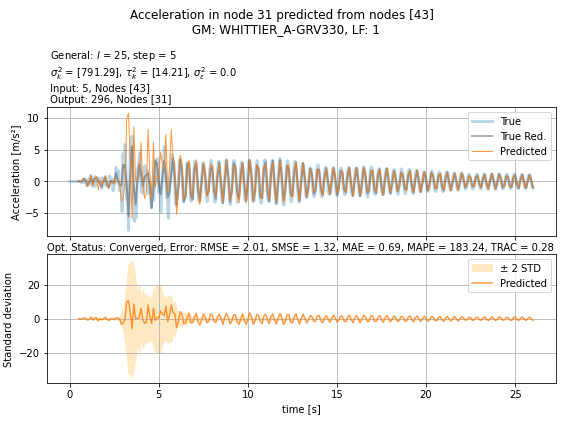 Acceleration in node 31 predicted from nodes [43]
GM: WHITTIER_A-GRV330, LF: 1
General: l = 25, step = 5
σ²ₖ = [791.29], τ²ₖ = [14.21], σ²ε = 0.0
Input: 5, Nodes [43]
Output: 296, Nodes [31]
Acceleration [m/s²]
10
5
0
−5
True
True Red.
Predicted
Opt. Status: Converged, Error: RMSE = 2.01, SMSE = 1.32, MAE = 0.69, MAPE = 183.24, TRAC = 0.28
Standard deviation
20
0
−20
± 2 STD
Predicted
0 5 10 15 20 25
time [s]